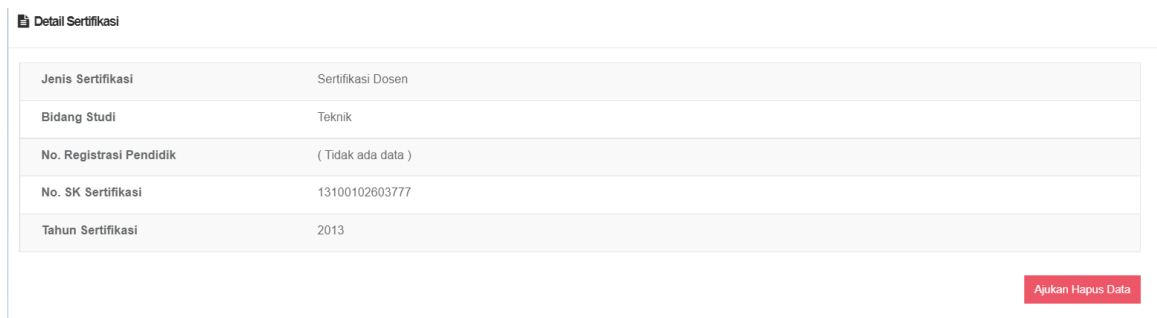 Detail Sertifikasi
Jenis Sertifikasi Sertifikasi Dosen
Bidang Studi Teknik
No. Registrasi Pendidik ( Tidak ada data )
No. SK Sertifikasi 13100102603777
Tahun Sertifikasi 2013
Ajukan Hapus Data